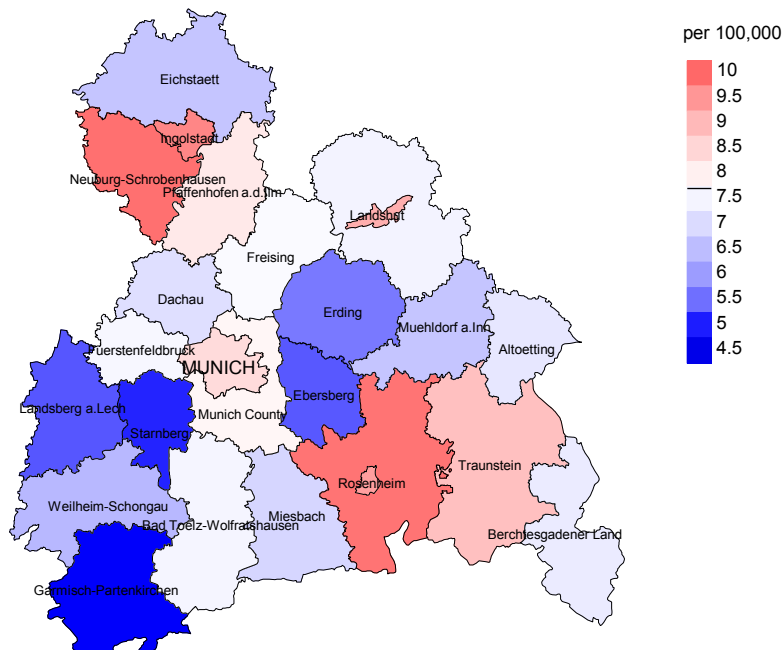 per 100,000
10
9.5
9
8.5
8
7.5
7
6.5
6
5.5
5
4.5
Eichstaett
Ingolstadt
Neuburg-Schrobenhausen
Pfaffenhofen a.d.Ilm
Landshut
Freising
Dachau
Erding
Muehldorf a.Inn
Altoetting
Fuerstenfeldbruck
MUNICH
Ebersberg
Landsberg a.Lech
Munich County
Starnberg
Traunstein
Rosenheim
Weilheim-Schongau
Miesbach
Bad Toelz-Wolfratshausen
Berchtesgadener Land
Garmisch-Partenkirchen